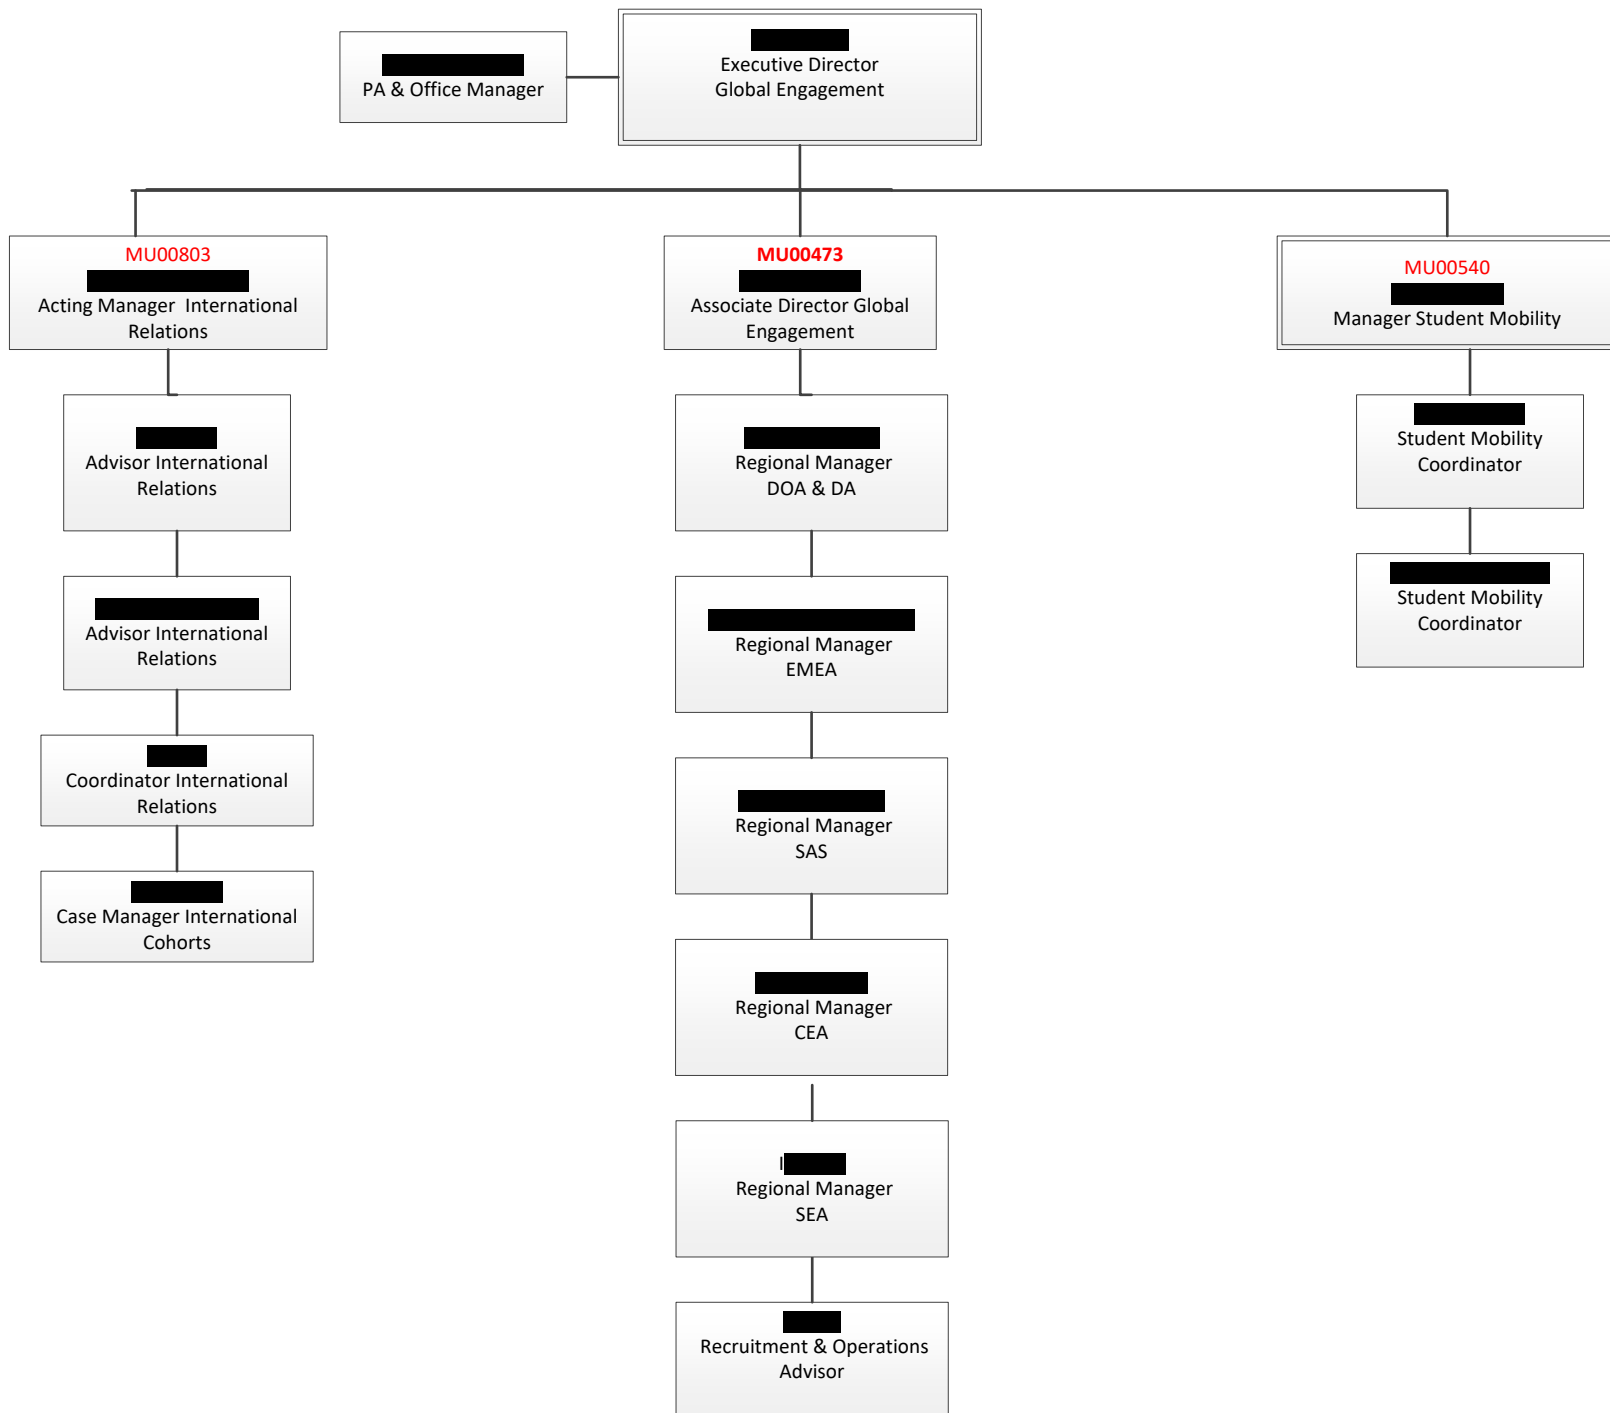 Executive Director
Global Engagement
PA & Office Manager
MU00803
Acting Manager  International
Relations
MU00473
Associate Director Global
Engagement
MU00540
Manager Student Mobility
Advisor International
Relations
Regional Manager
DOA & DA
Student Mobility
Coordinator
Advisor International
Relations
Regional Manager
EMEA
Student Mobility
Coordinator
Coordinator International
Relations
Regional Manager
SAS
Case Manager International
Cohorts
Regional Manager
CEA
Regional Manager
SEA
Recruitment & Operations
Advisor